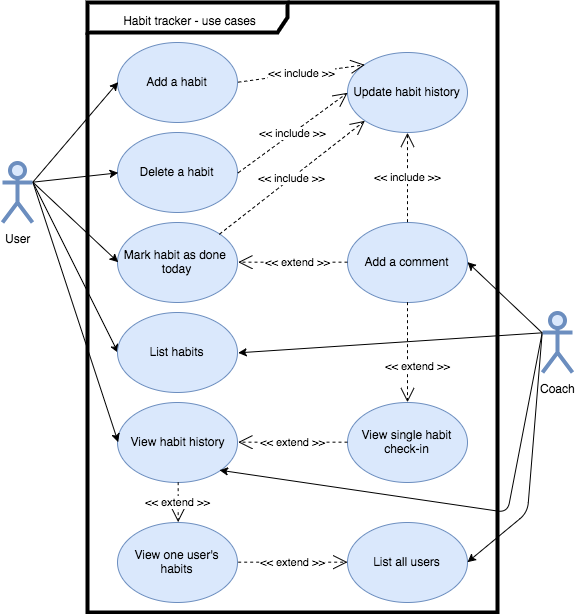 Habit tracker - use cases
Add a habit
<< include >>
Update habit history
<< include >>
Delete a habit
<< include >>
<< include >>
User
Coach
Mark habit as done
today
<< extend >>
Add a comment
List habits
<< extend >>
View habit history
<< extend >>
View single habit
check-in
<< extend >>
View one user's
habits
<< extend >>
List all users